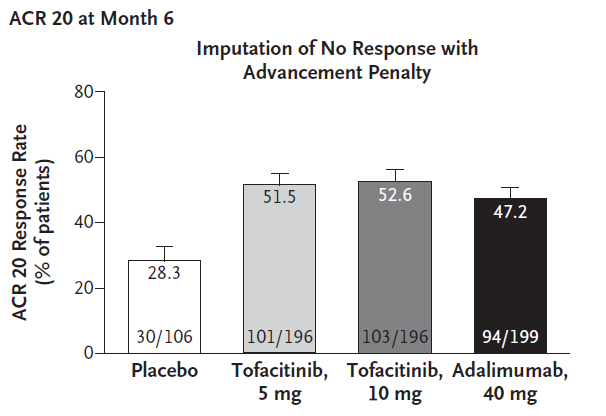 ACR 20 at Month 6
Imputation of No Response with
Advancement Penalty
ACR 20 Response Rate
(% of patients)
80
60
40
20
0
28.3
51.5
52.6
47.2
30/106
101/196
103/196
94/199
Placebo
Tofacitinib,
5 mg
Tofacitinib,
10 mg
Adalimumab,
40 mg